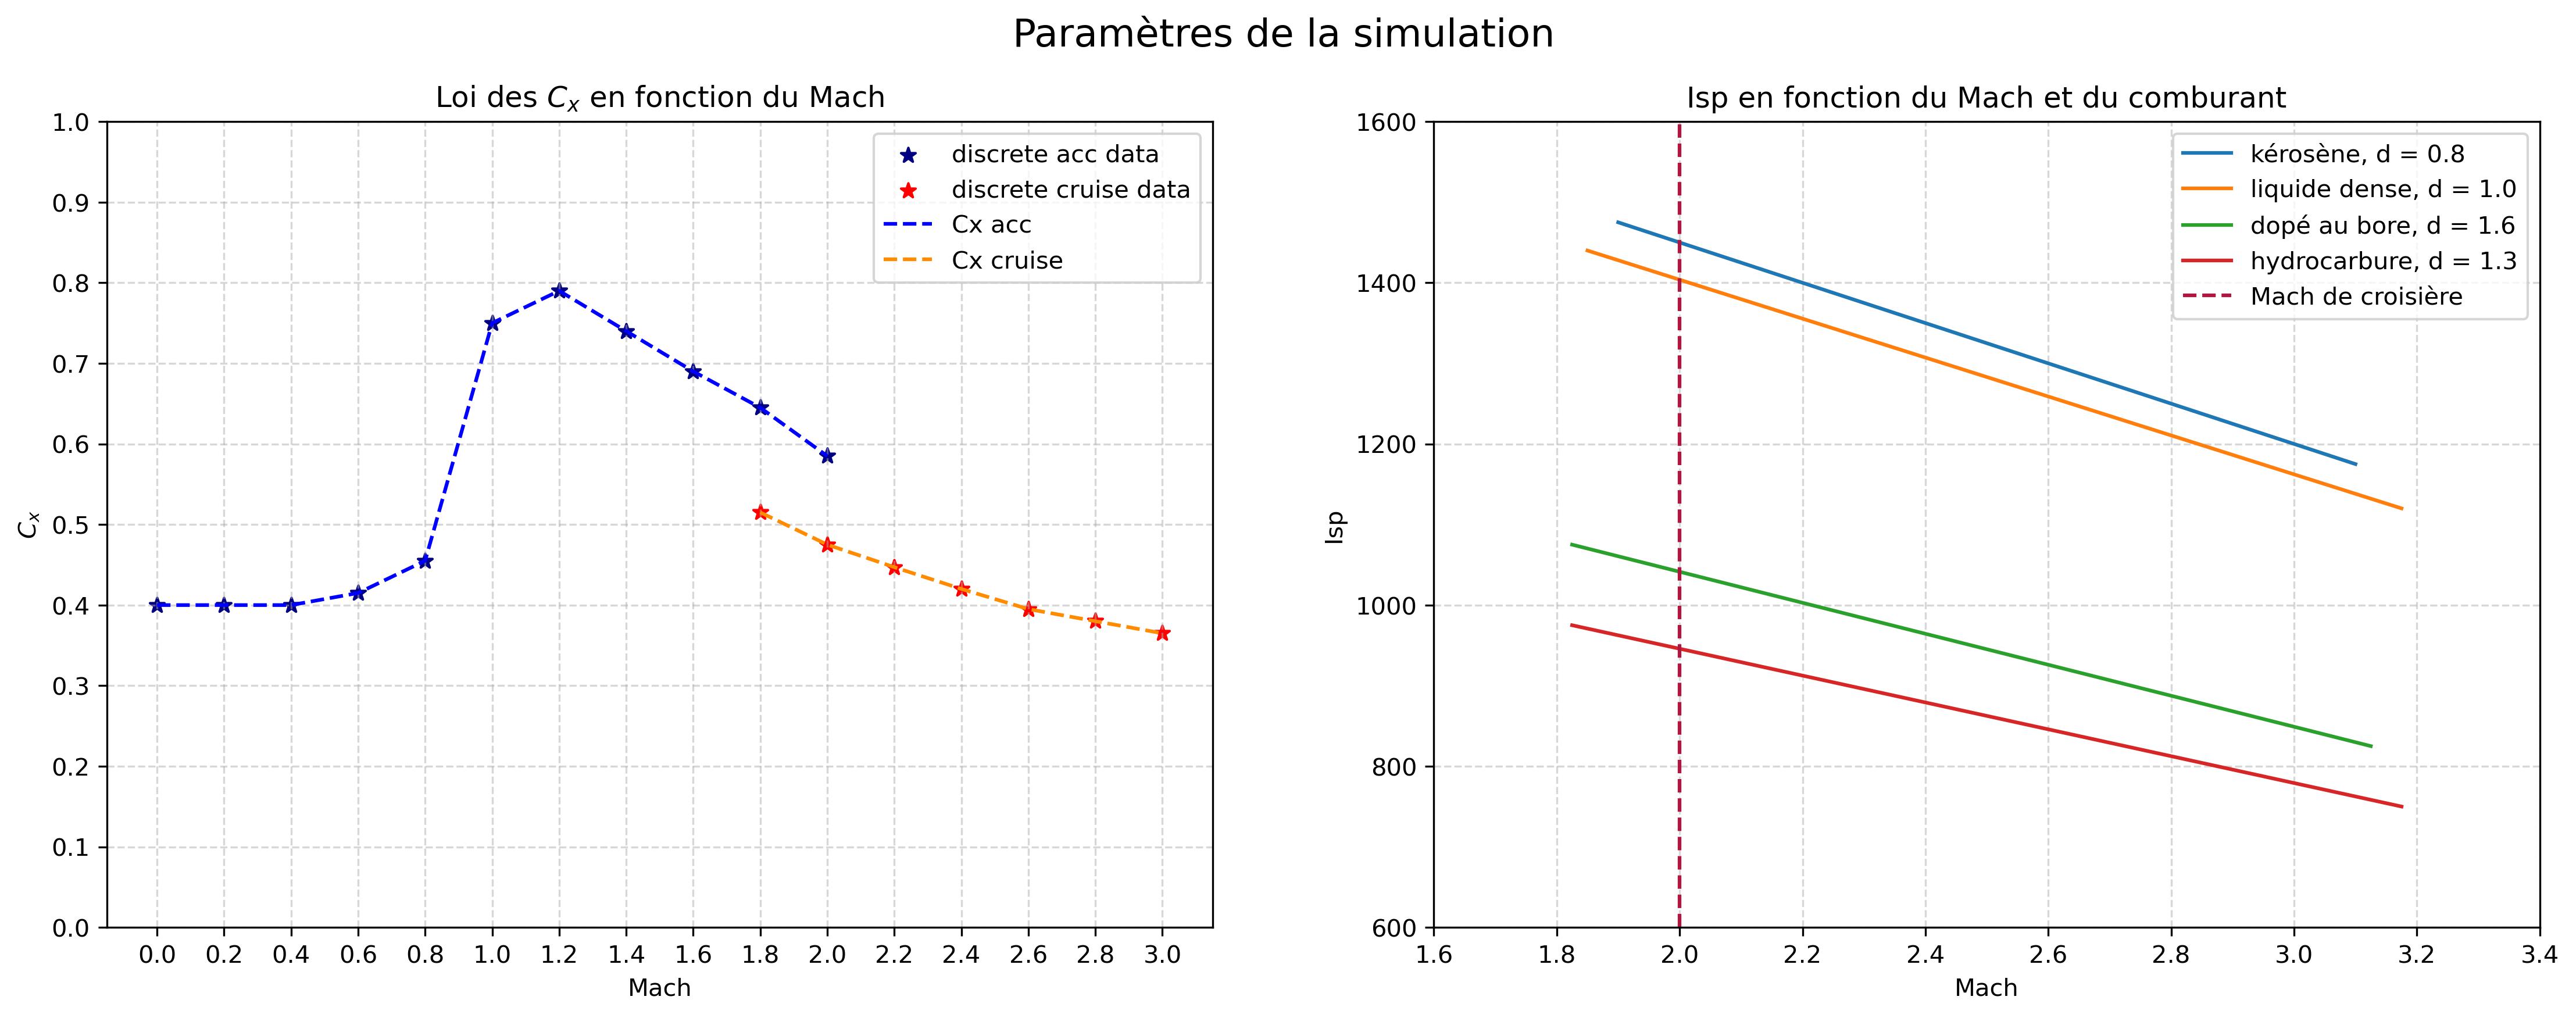 Paramètres de la simulation
Loi des Cx en fonction du Mach
1.0
0.9
0.8
0.7
0.6
0.5
0.4
0.3
0.2
0.1
0.0
Cx
discrete acc data
discrete cruise data
Cx acc
Cx cruise
0.0 0.2 0.4 0.6 0.8 1.0 1.2 1.4 1.6 1.8 2.0 2.2 2.4 2.6 2.8 3.0
Mach
Isp en fonction du Mach et du comburant
1600
1400
1200
1000
800
600
Isp
kérosène, d = 0.8
liquide dense, d = 1.0
dopé au bore, d = 1.6
hydrocarbure, d = 1.3
Mach de croisière
1.6 1.8 2.0 2.2 2.4 2.6 2.8 3.0 3.2 3.4
Mach